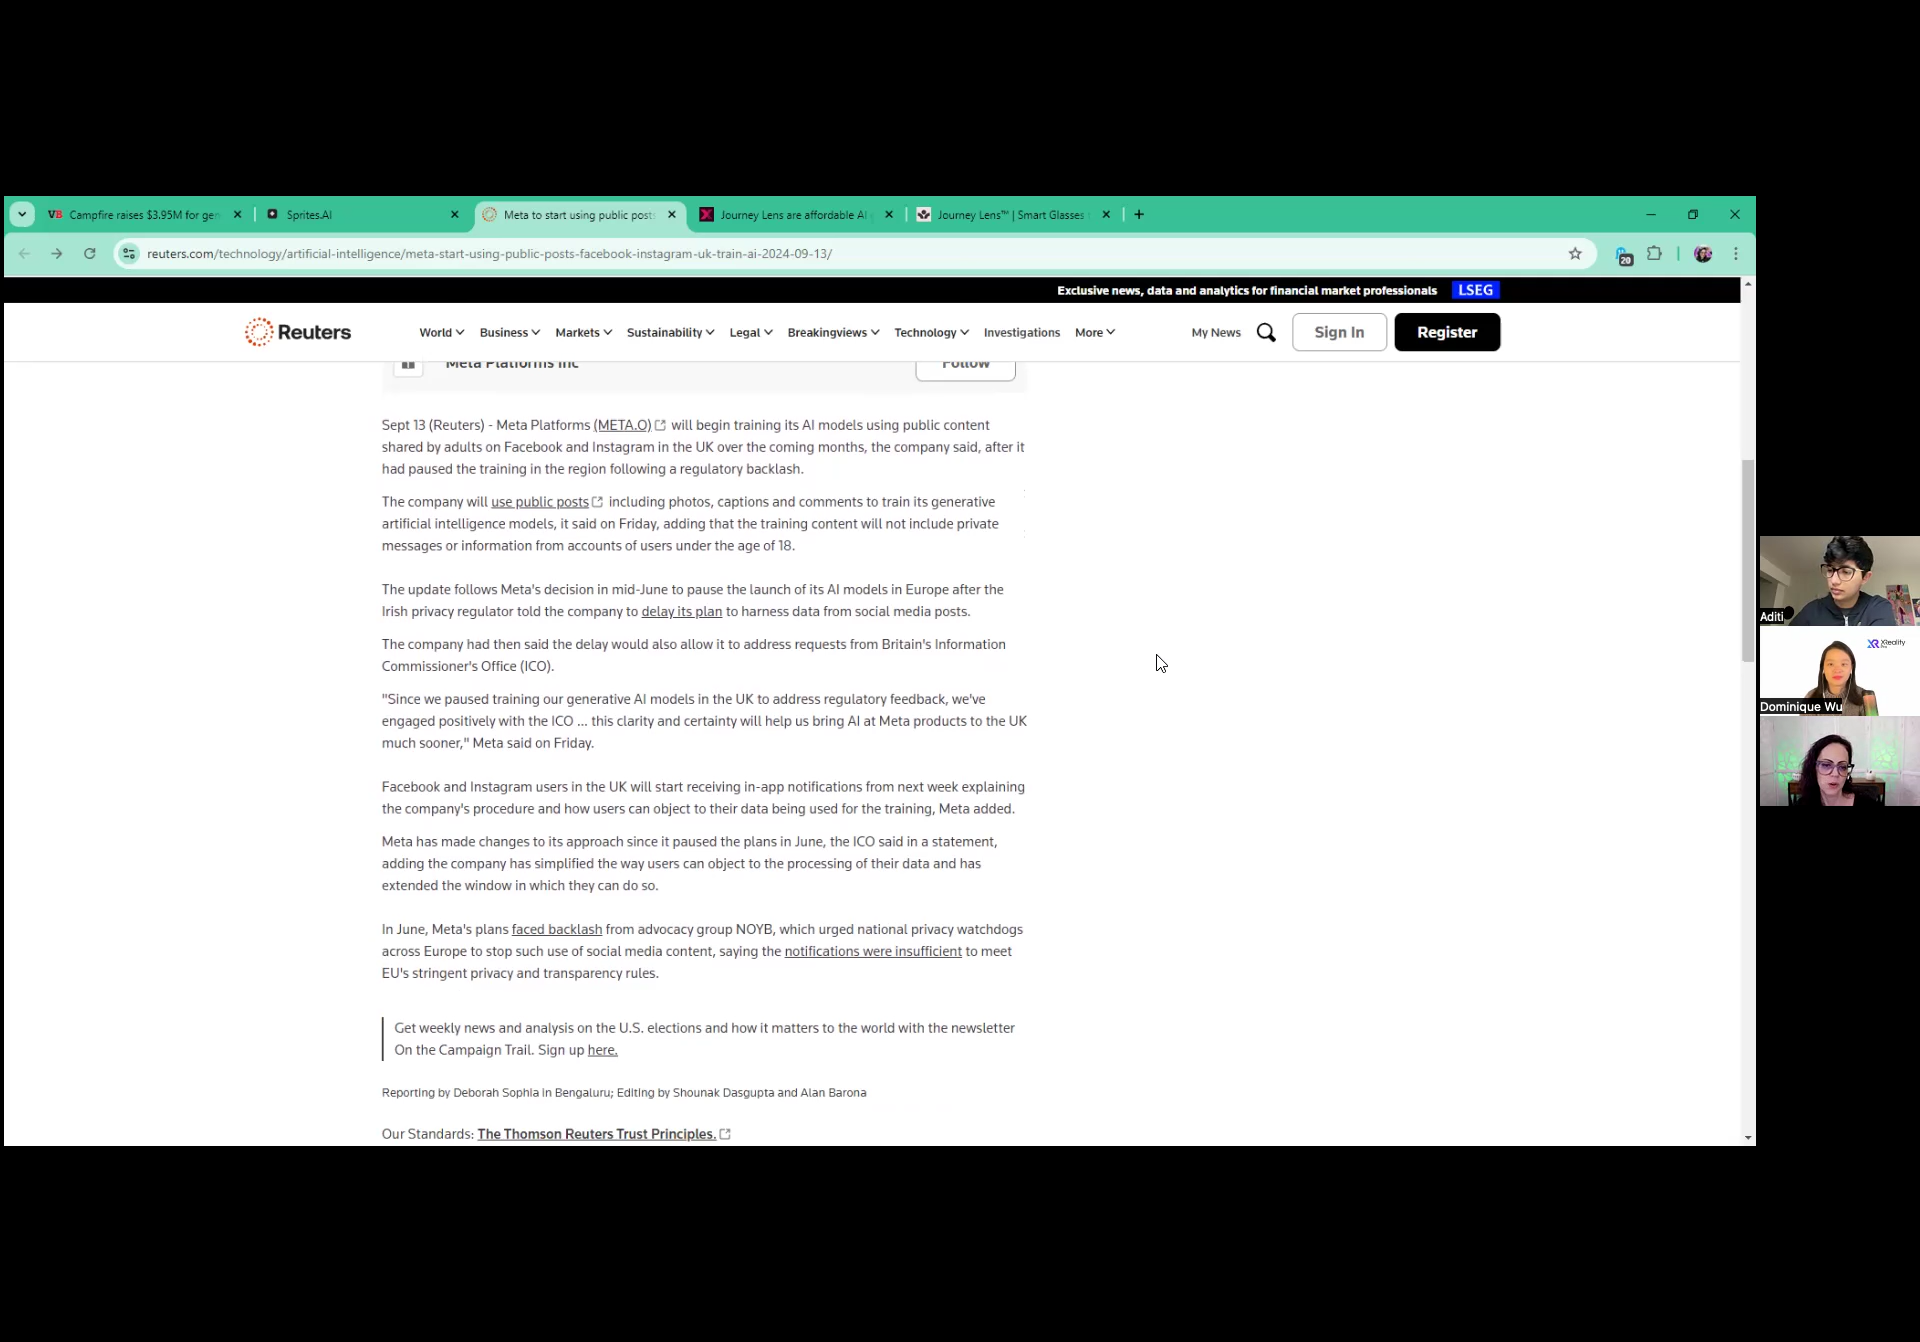 VB Campfire raises $3.95M for gen
Sprites.AI
Meta to start using public posts
Journey Lens are affordable AI
Journey Lens™ | Smart Glasses
reuters.com/technology/artificial-intelligence/meta-start-using-public-posts-facebook-instagram-uk-train-ai-2024-09-13/
20
Exclusive news, data and analytics for financial market professionals LSEG
Reuters World Business Markets Sustainability Legal Breakingviews Technology Investigations More My News Sign In Register
Meta Platforms Inc Follow
Sept 13 (Reuters) - Meta Platforms (META.O) will begin training its AI models using public content
shared by adults on Facebook and Instagram in the UK over the coming months, the company said, after it
had paused the training in the region following a regulatory backlash.
The company will use public posts including photos, captions and comments to train its generative
artificial intelligence models, it said on Friday, adding that the training content will not include private
messages or information from accounts of users under the age of 18.
The update follows Meta's decision in mid-June to pause the launch of its AI models in Europe after the
Irish privacy regulator told the company to delay its plan to harness data from social media posts.
The company had then said the delay would also allow it to address requests from Britain's Information
Commissioner's Office (ICO).
"Since we paused training our generative AI models in the UK to address regulatory feedback, we've
engaged positively with the ICO ... this clarity and certainty will help us bring AI at Meta products to the UK
much sooner," Meta said on Friday.
Facebook and Instagram users in the UK will start receiving in-app notifications from next week explaining
the company's procedure and how users can object to their data being used for the training, Meta added.
Meta has made changes to its approach since it paused the plans in June, the ICO said in a statement,
adding the company has simplified the way users can object to the processing of their data and has
extended the window in which they can do so.
In June, Meta's plans faced backlash from advocacy group NOYB, which urged national privacy watchdogs
across Europe to stop such use of social media content, saying the notifications were insufficient to meet
EU's stringent privacy and transparency rules.
Get weekly news and analysis on the U.S. elections and how it matters to the world with the newsletter
On the Campaign Trail. Sign up here.
Reporting by Deborah Sophia in Bengaluru; Editing by Shounak Dasgupta and Alan Barona
Our Standards: The Thomson Reuters Trust Principles.
Aditi
XReality
Dominique Wu